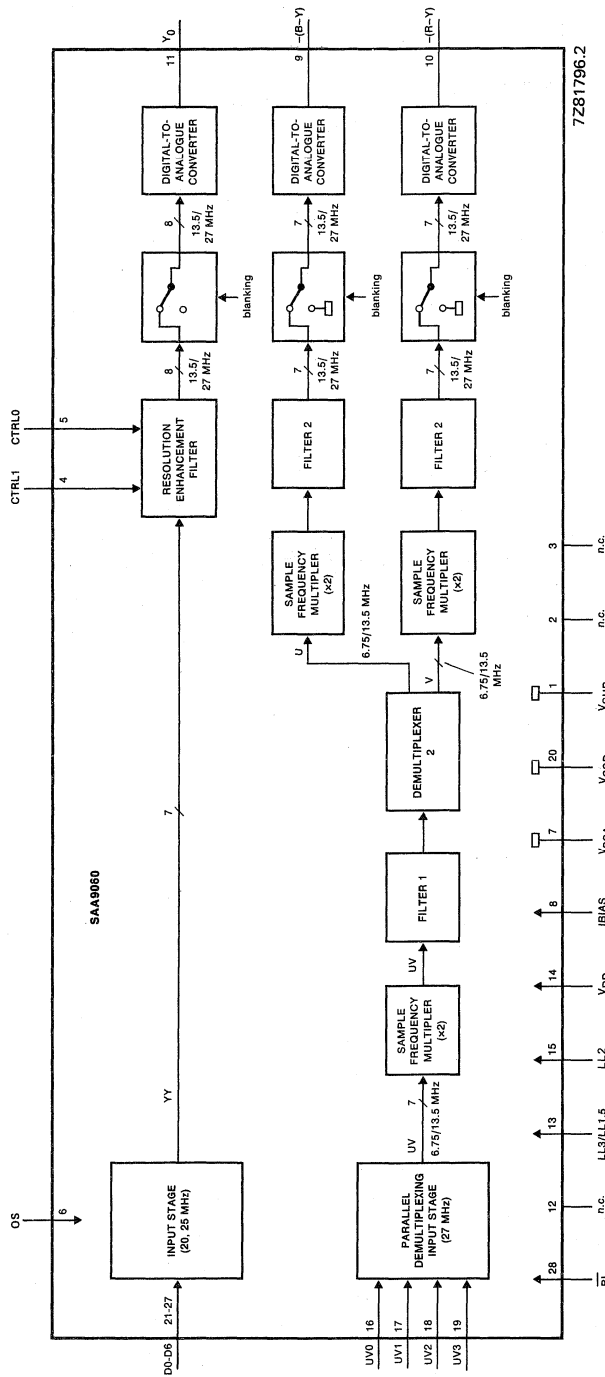 SAA9060
OS
6
D0-D6
21-27
INPUT STAGE
(20, 25 MHz)
YY
7
CTRL1
4
CTRL0
5
RESOLUTION
ENHANCEMENT
FILTER
8
13.5/
27 MHz
blanking
8
13.5/
27 MHz
DIGITAL-TO-
ANALOGUE
CONVERTER
11
Y0
UV0 16
UV1 17
UV2 18
UV3 19
PARALLEL
DEMULTIPLEXING
INPUT STAGE
(27 MHz)
UV
7
6.75/13.5 MHz
SAMPLE
FREQUENCY
MULTIPLER
(x2)
UV
FILTER 1
DEMULTIPLEXER
2
U
6.75/13.5 MHz
SAMPLE
FREQUENCY
MULTIPLER
(x2)
FILTER 2
7
13.5/
27 MHz
blanking
7
13.5/
27 MHz
DIGITAL-TO-
ANALOGUE
CONVERTER
9
–(B–Y)
V
6.75/13.5
MHz
SAMPLE
FREQUENCY
MULTIPLER
(x2)
FILTER 2
7
13.5/
27 MHz
blanking
7
13.5/
27 MHz
DIGITAL-TO-
ANALOGUE
CONVERTER
10
–(R–Y)
28
12
13
15
14
8
7
20
1
2
3
n.c.
LL3/LL1.5
LL2
IBIAS
n.c.
n.c.
7Z81796.2